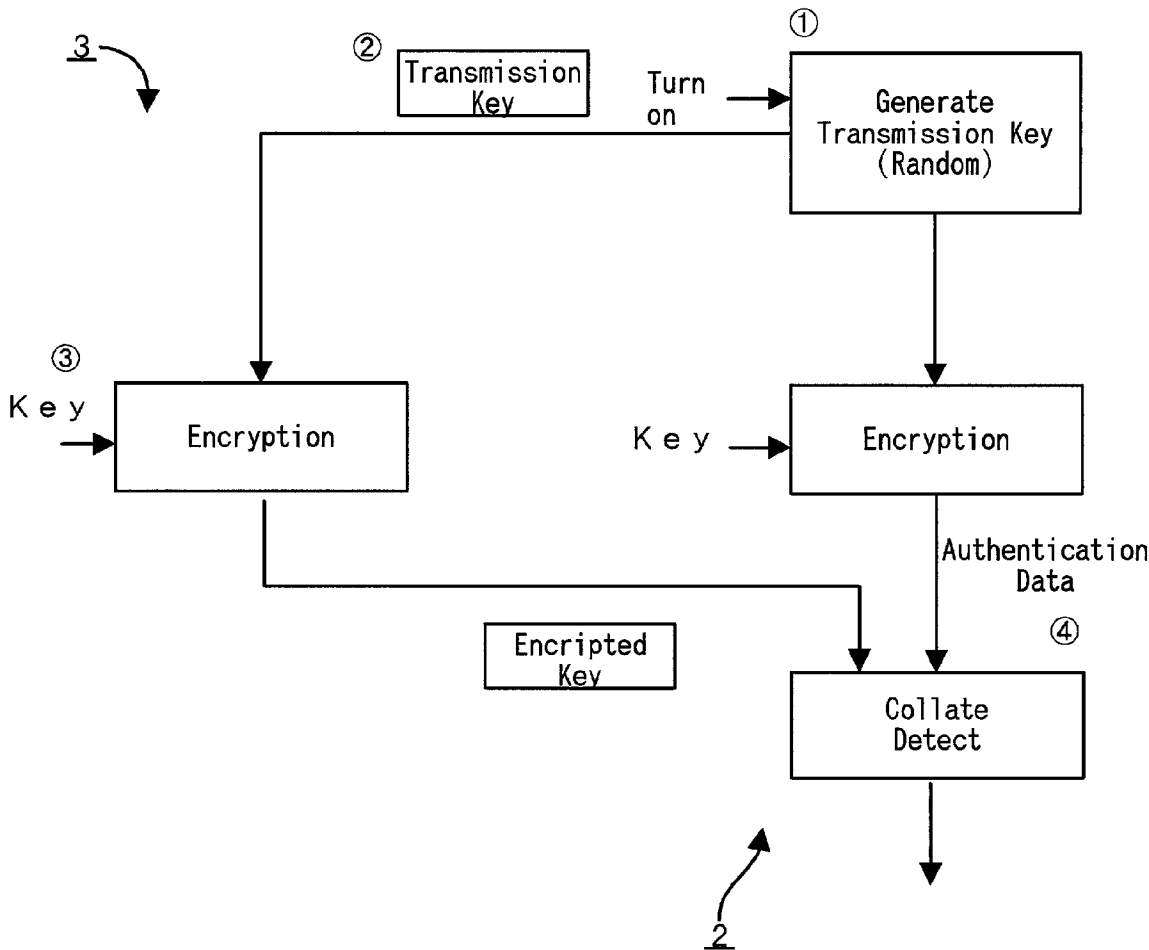 ①
3
②
Transmission
Key
Turn
on
Generate
Transmission Key
(Random)
③
Key
Encryption
Key
Encryption
Authentication
Data
④
Encripted
Key
Collate
Detect
2